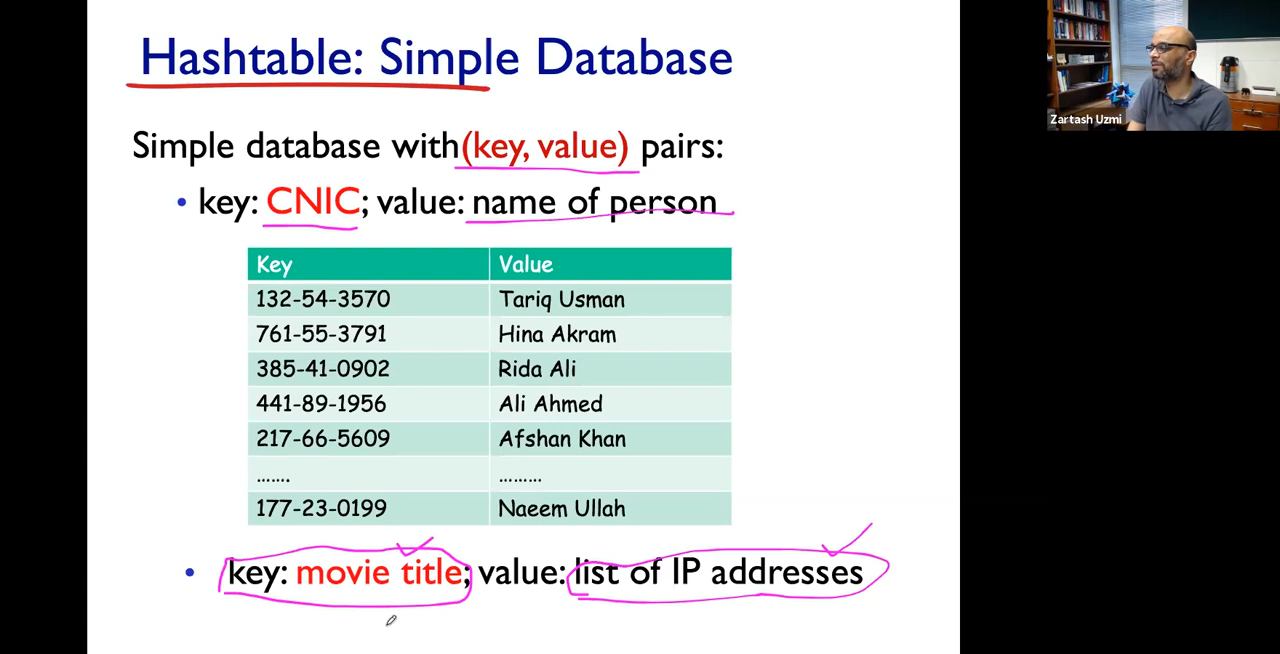 Hashtable: Simple Database
Zartash Uzmi
Simple database with(key, value) pairs:
• key: CNIC; value: name of person
Key Value
132-54-3570 Tariq Usman
761-55-3791 Hina Akram
385-41-0902 Rida Ali
441-89-1956 Ali Ahmed
217-66-5609 Afshan Khan
……. ………
177-23-0199 Naeem Ullah
• key: movie title; value: list of IP addresses